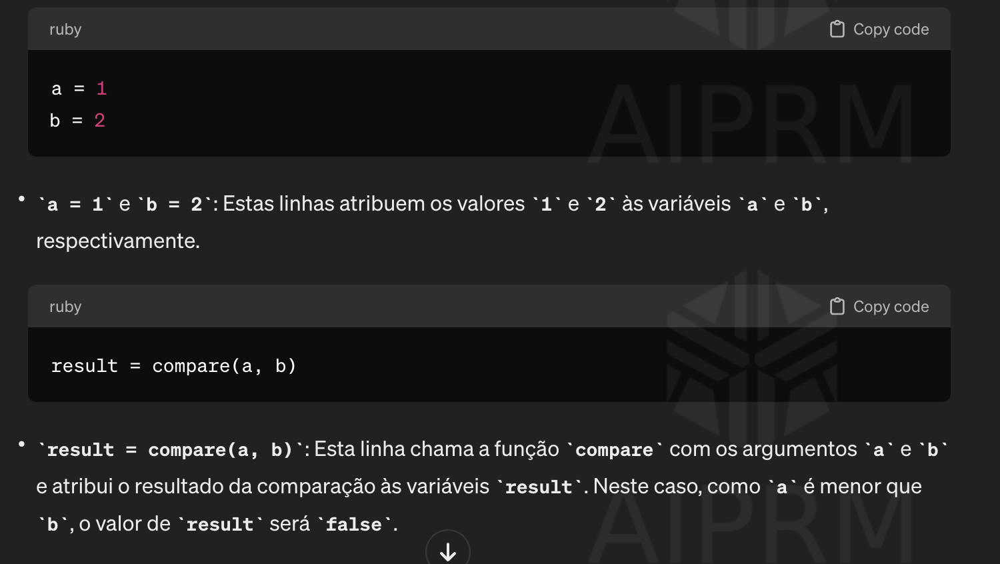 ruby Copy code
a = 1
b = 2
AIPRM
• `a = 1` e `b = 2`: Estas linhas atribuem os valores `1` e `2` às variáveis `a` e `b`,
respectivamente.
ruby Copy code
result = compare(a, b)
• `result = compare(a, b)`: Esta linha chama a função `compare` com os argumentos `a` e `b`
e atribui o resultado da comparação às variáveis `result`. Neste caso, como `a` é menor que
`b`, o valor de `result` será `false`.
AIPRM